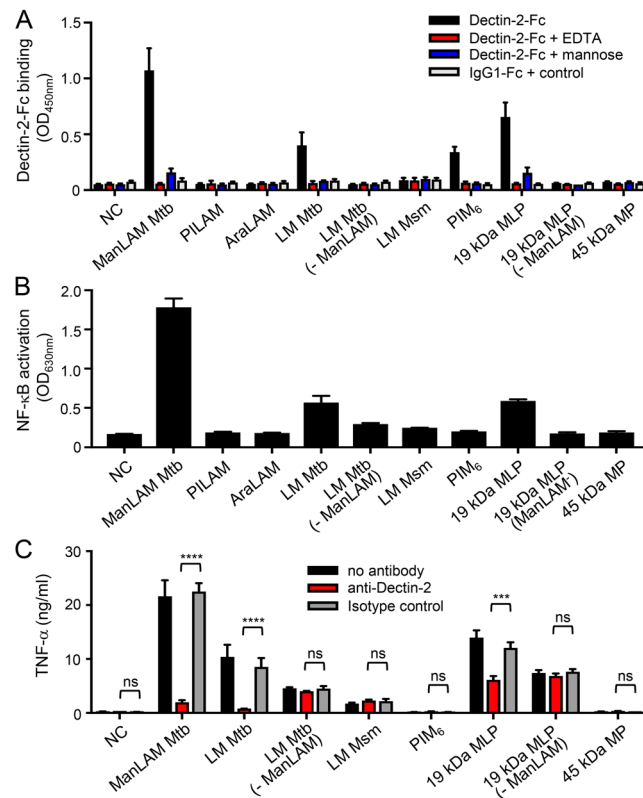 A
Dectin-2-Fc binding
(OD450nm)
1.5
1.0
0.5
0
Dectin-2-Fc
Dectin-2-Fc + EDTA
Dectin-2-Fc + mannose
IgG1-Fc + control
NC
ManLAM Mtb
PILAM
AraLAM
LM Mtb
LM Mtb
(- ManLAM)
LM Msm
PIM6
19 kDa MLP
19 kDa MLP
(- ManLAM)
45 kDa MP
B
NF-κB activation
(OD630nm)
2.0
1.5
1.0
0.5
0
NC
ManLAM Mtb
PILAM
AraLAM
LM Mtb
LM Mtb
(- ManLAM)
LM Msm
PIM6
19 kDa MLP
19 kDa MLP
(ManLAM-)
45 kDa MP
C
TNF-α (ng/ml)
30
20
10
0
no antibody
anti-Dectin-2
Isotype control
ns
****
****
ns
ns
ns
***
ns
ns
NC
ManLAM Mtb
LM Mtb
LM Mtb
(- ManLAM)
LM Msm
PIM6
19 kDa MLP
19 kDa MLP
(- ManLAM)
45 kDa MP